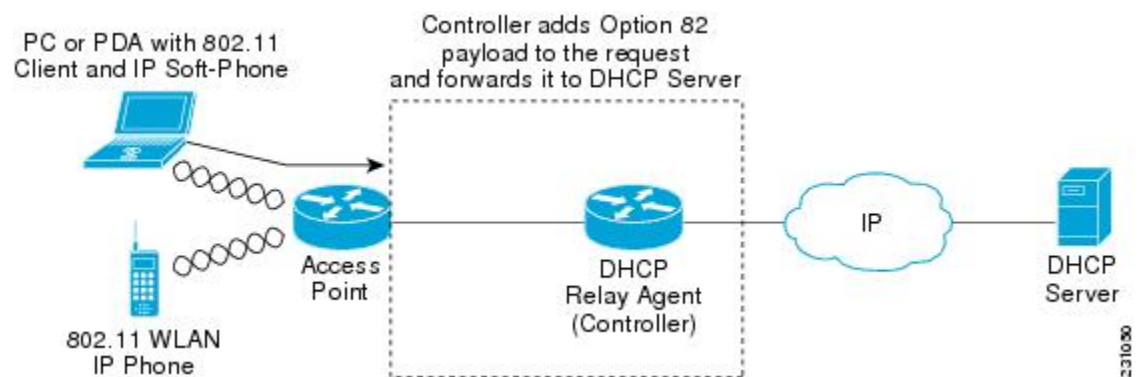 Controller adds Option 82
payload to the request
and forwards it to DHCP Server
PC or PDA with 802.11
Client and IP Soft-Phone
Access
Point
802.11 WLAN
IP Phone
DHCP
Relay Agent
(Controller)
IP
DHCP
Server
231050